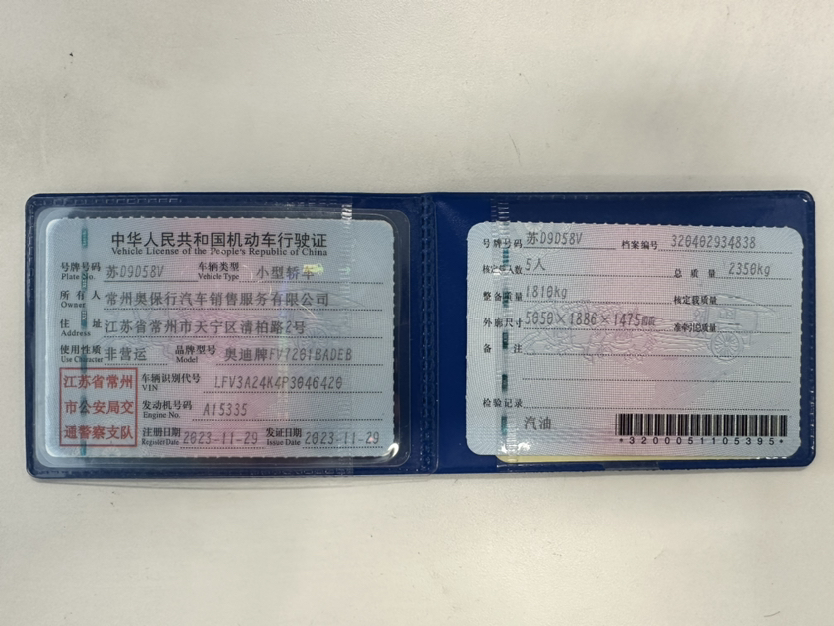 中华人民共和国机动车行驶证
Vehicle License of the People's Republic of China
号牌号码 苏D9D58V 车辆类型 小型轿车
Plate No. Vehicle Type
所有人 常州奥保行汽车销售服务有限公司
Owner
住址 江苏省常州市天宁区清柏路2号
Address
使用性质 非营运 品牌型号 奥迪牌FV7201BADEB
Use Character Model
江苏省常州
市公安局交
通警察支队
车辆识别代号 LFV3A24K4P3046420
VIN
发动机号码 A15335
Engine No.
注册日期 2023-11-29 发证日期 2023-11-29
Register Date Issue Date
号牌号码 苏D9D58V 档案编号 320402934838
核定载人数 5人 总质量 2350kg
整备质量 1810kg 核定载质量
外廓尺寸 5050×1886×1475 准牵引总质量
备注
检验记录
汽油
*3200051105395*